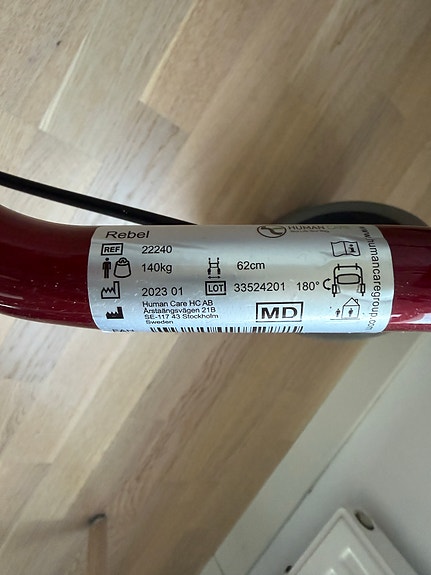 HUMAN CARE
Rebel
REF 22240
140kg 62cm
2023 01 LOT 33524201 180°
Human Care HC AB
Årstaängsvägen 21B
SE-117 43 Stockholm
Sweden
MD
EAN
www.humancaregroup.com